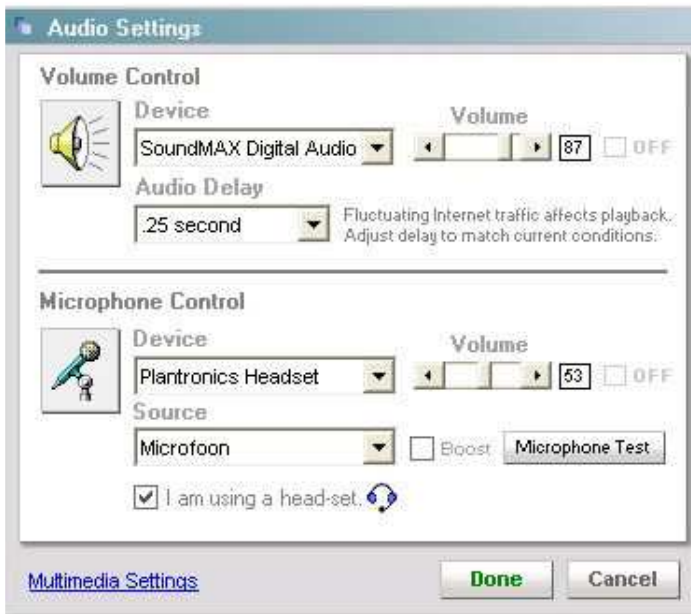 Audio Settings
Volume Control
Device
Volume
SoundMAX Digital Audio
87
OFF
Audio Delay
.25 second
Fluctuating Internet traffic affects playback.
Adjust delay to match current conditions.
Microphone Control
Device
Volume
Plantronics Headset
53
OFF
Source
Microfoon
Boost
Microphone Test
I am using a head-set.
Multimedia Settings
Done
Cancel